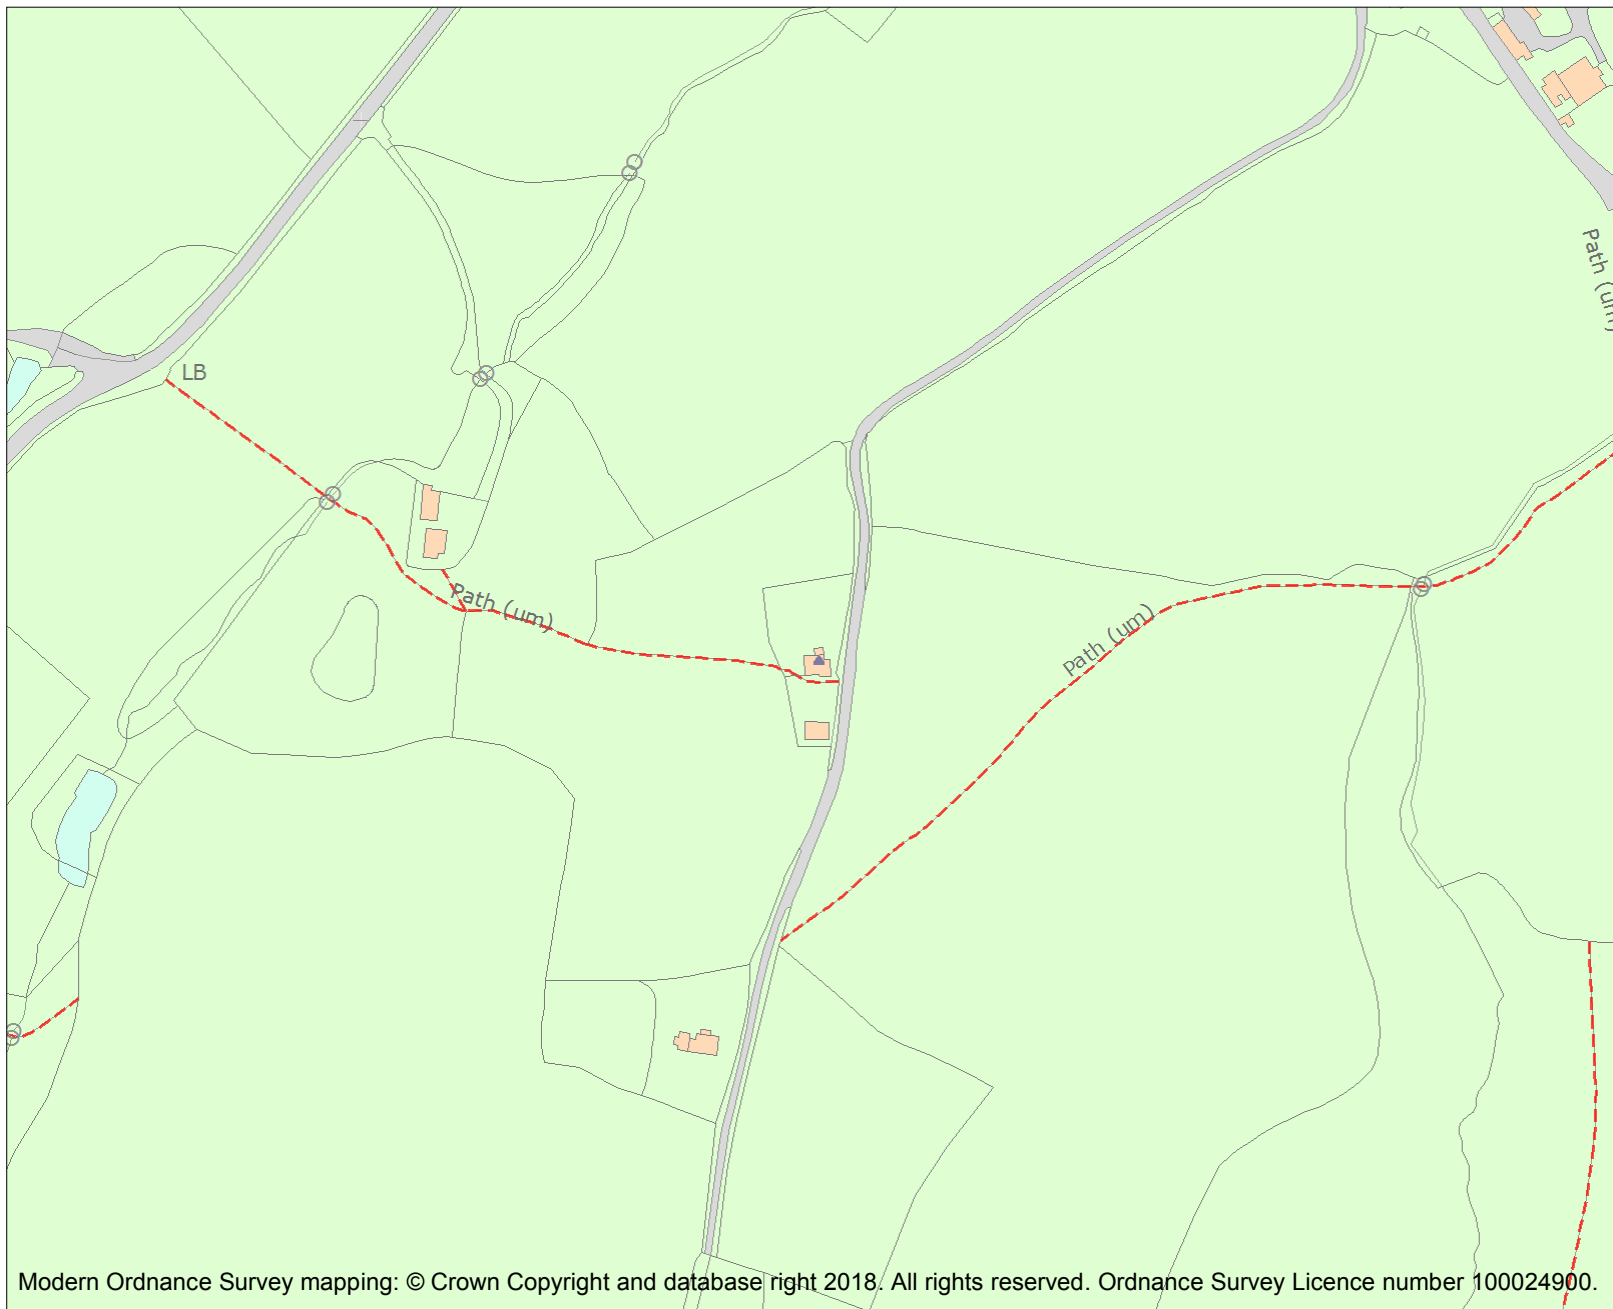 Path (um)
LB
Path (um)
Path (um)
Modern Ordnance Survey mapping: © Crown Copyright and database right 2018. All rights reserved. Ordnance Survey Licence number 100024900.